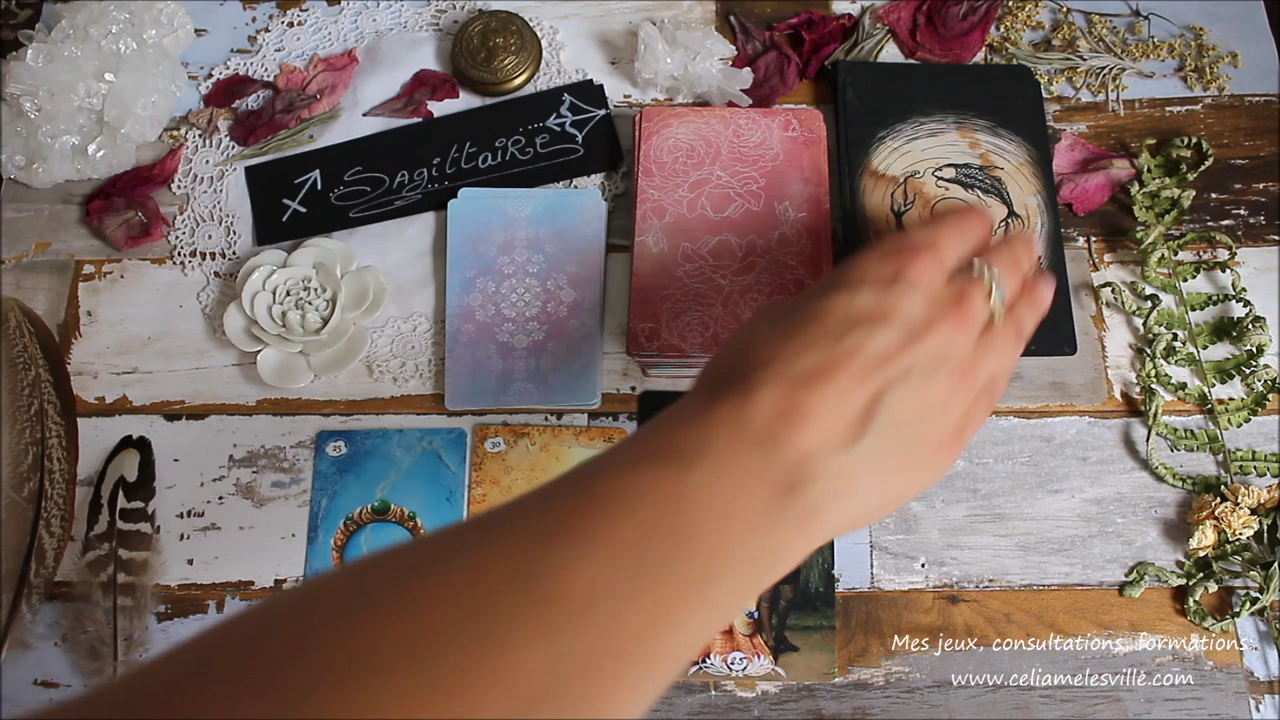 Sagittaire
25
30
25
Mes jeux, consultations, formations:
www.celiamelesville.com